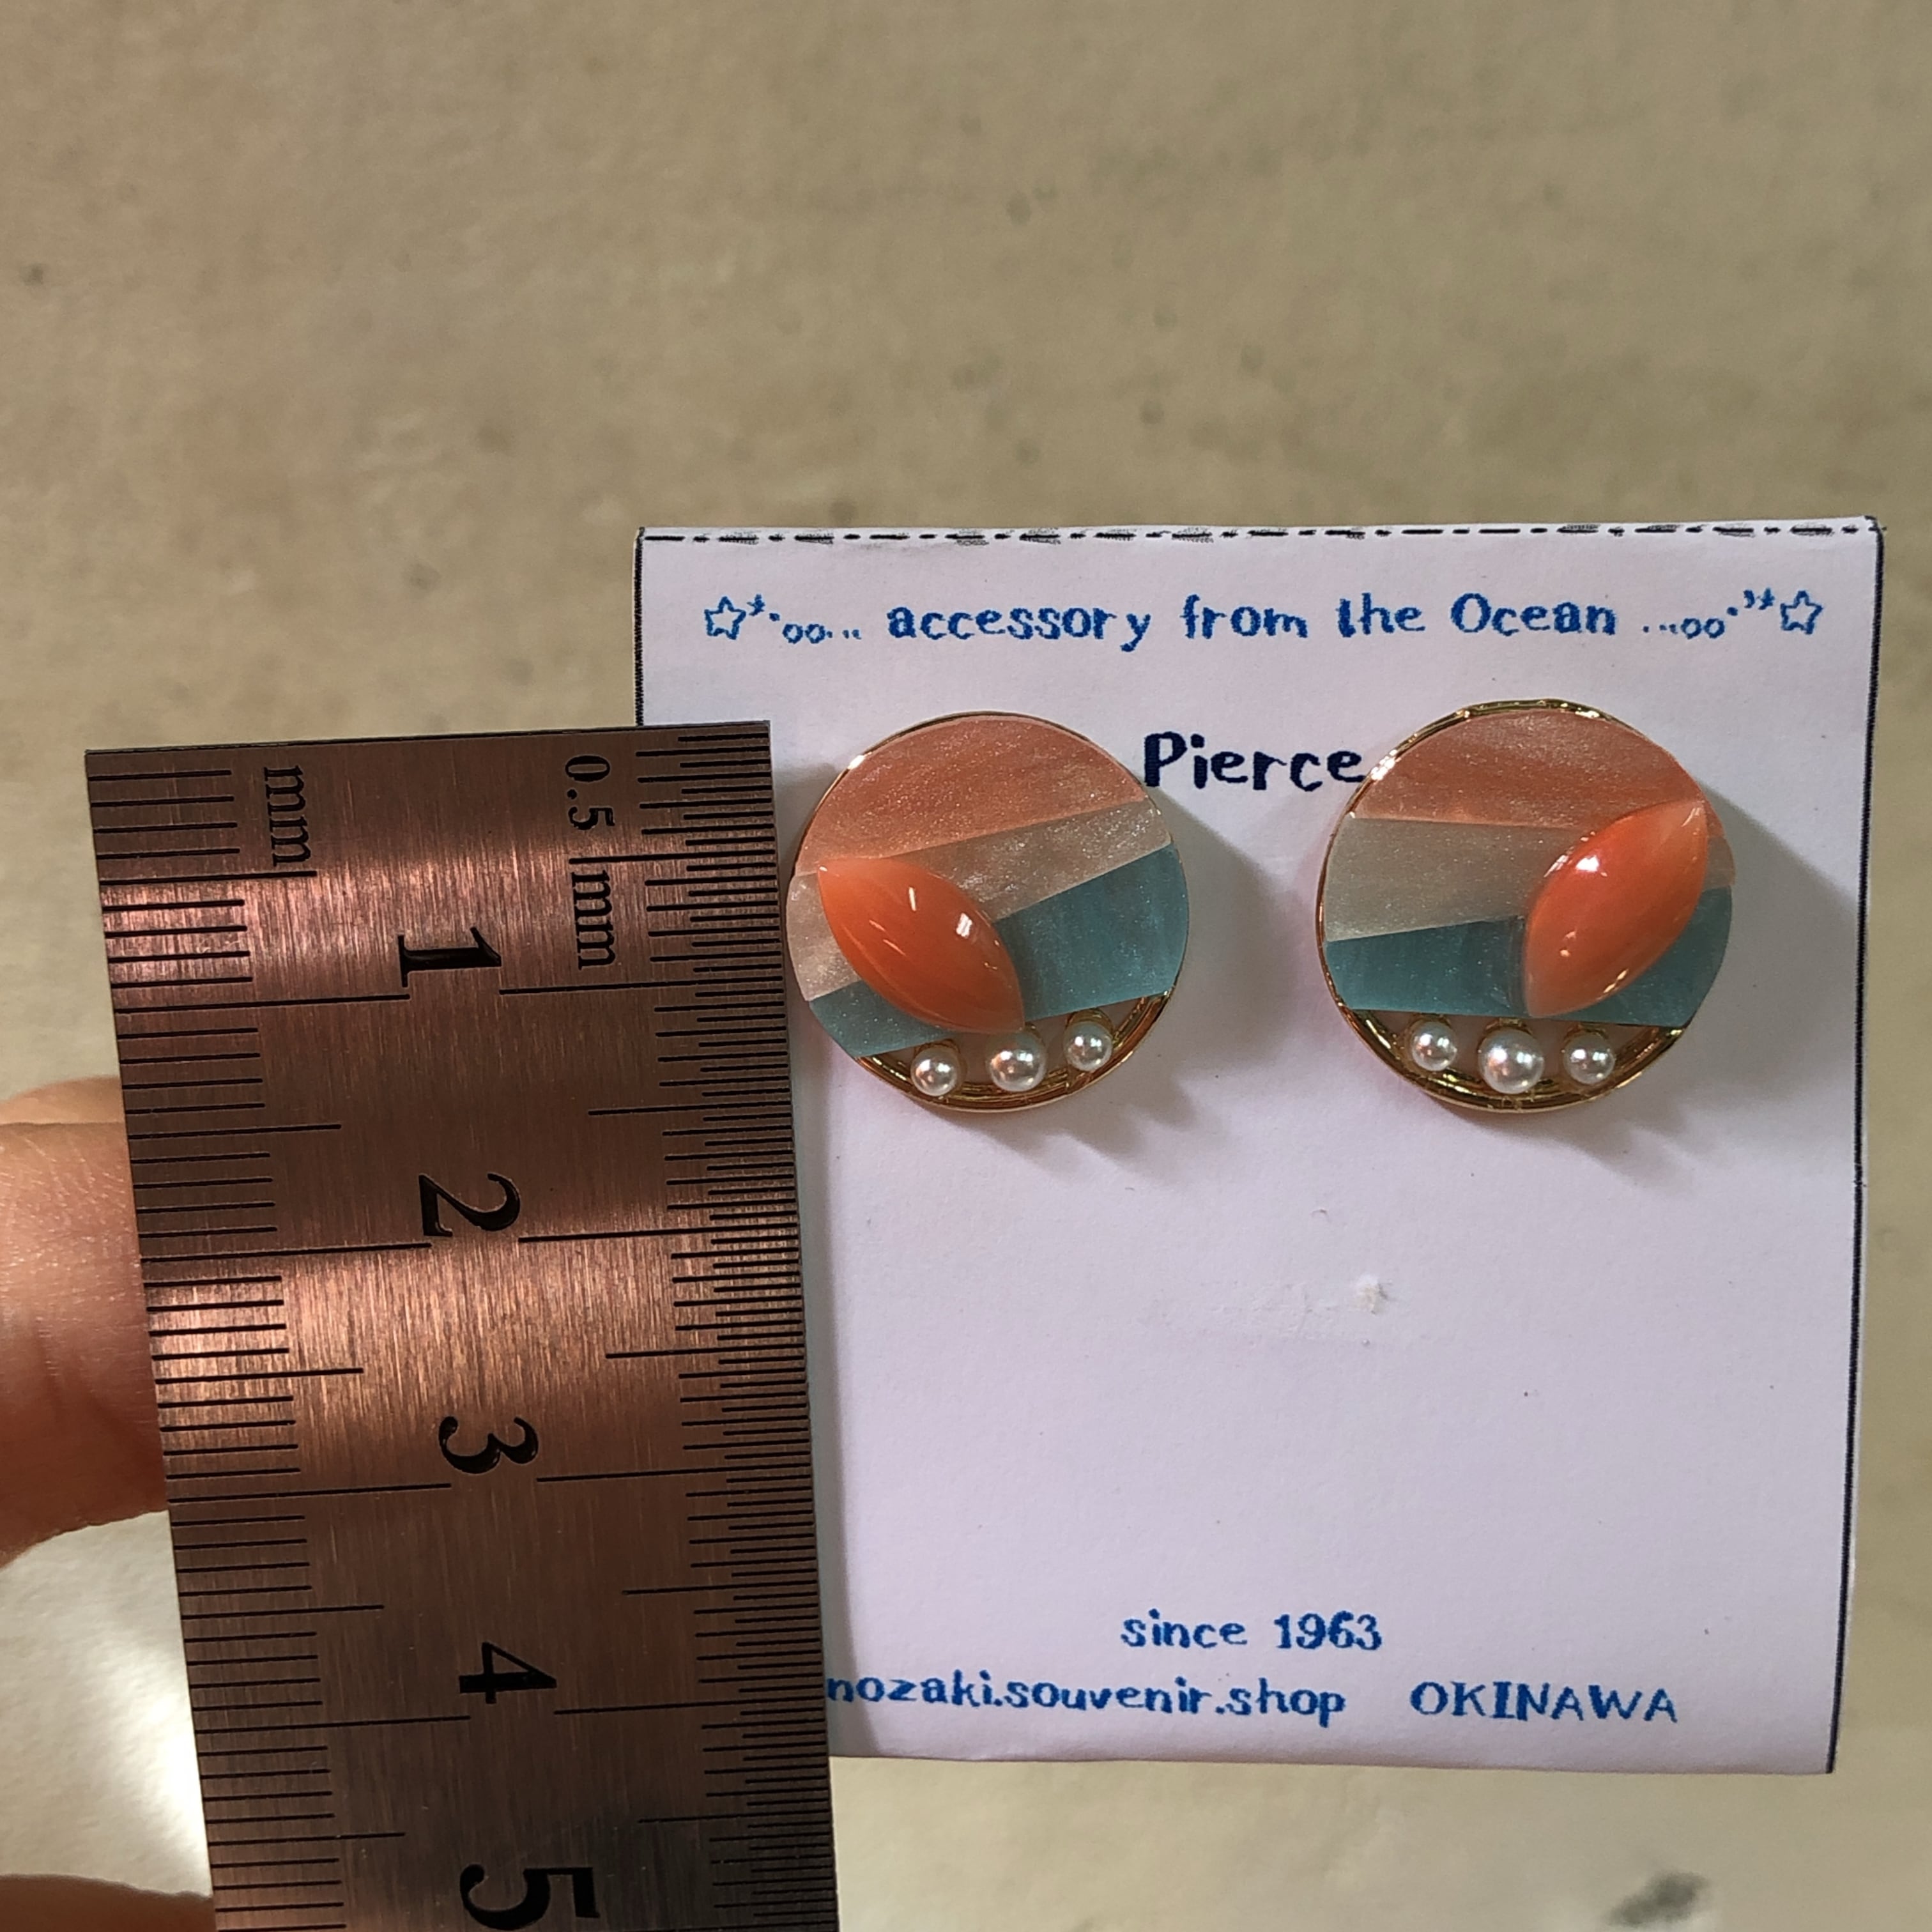 ☆*·.oo... accessory from the Ocean ...oo·'*☆
Pierce
since 1963
nozaki.souvenir.shop OKINAWA
mm
0.5 mm
1
2
3
4
5